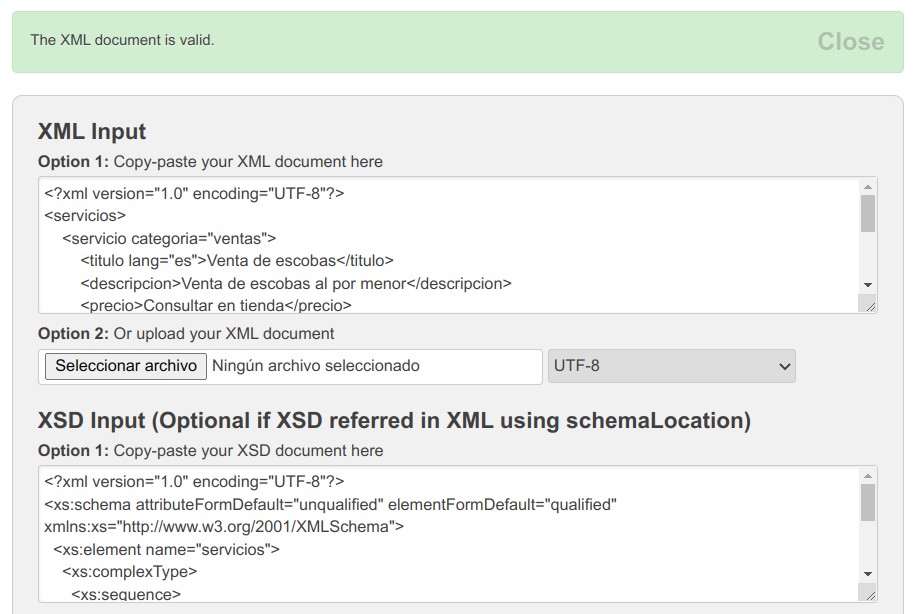 The XML document is valid.
Close
XML Input
Option 1: Copy-paste your XML document here
<?xml version="1.0" encoding="UTF-8"?>
<servicios>
<servicio categoria="ventas">
<titulo lang="es">Venta de escobas</titulo>
<descripcion>Venta de escobas al por menor</descripcion>
<precio>Consultar en tienda</precio>
Option 2: Or upload your XML document
Seleccionar archivo Ningún archivo seleccionado UTF-8
XSD Input (Optional if XSD referred in XML using schemaLocation)
Option 1: Copy-paste your XSD document here
<?xml version="1.0" encoding="UTF-8"?>
<xs:schema attributeFormDefault="unqualified" elementFormDefault="qualified"
xmlns:xs="http://www.w3.org/2001/XMLSchema">
<xs:element name="servicios">
<xs:complexType>
<xs:sequence>